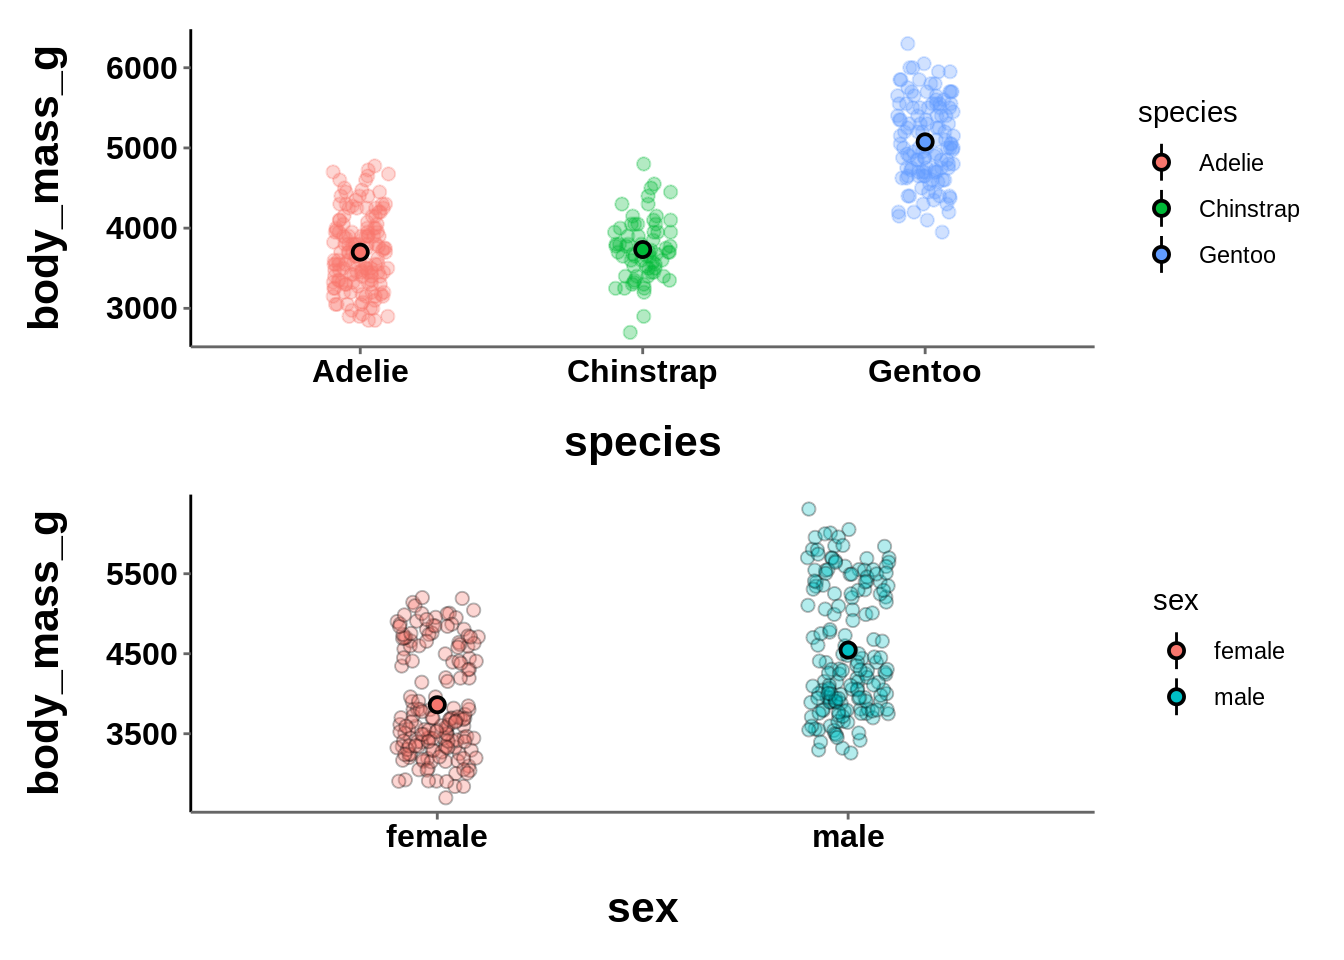 body_mass_g
6000
5000
4000
3000
Adelie
Chinstrap
Gentoo
species
species
Adelie
Chinstrap
Gentoo
body_mass_g
5500
4500
3500
female
male
sex
sex
female
male